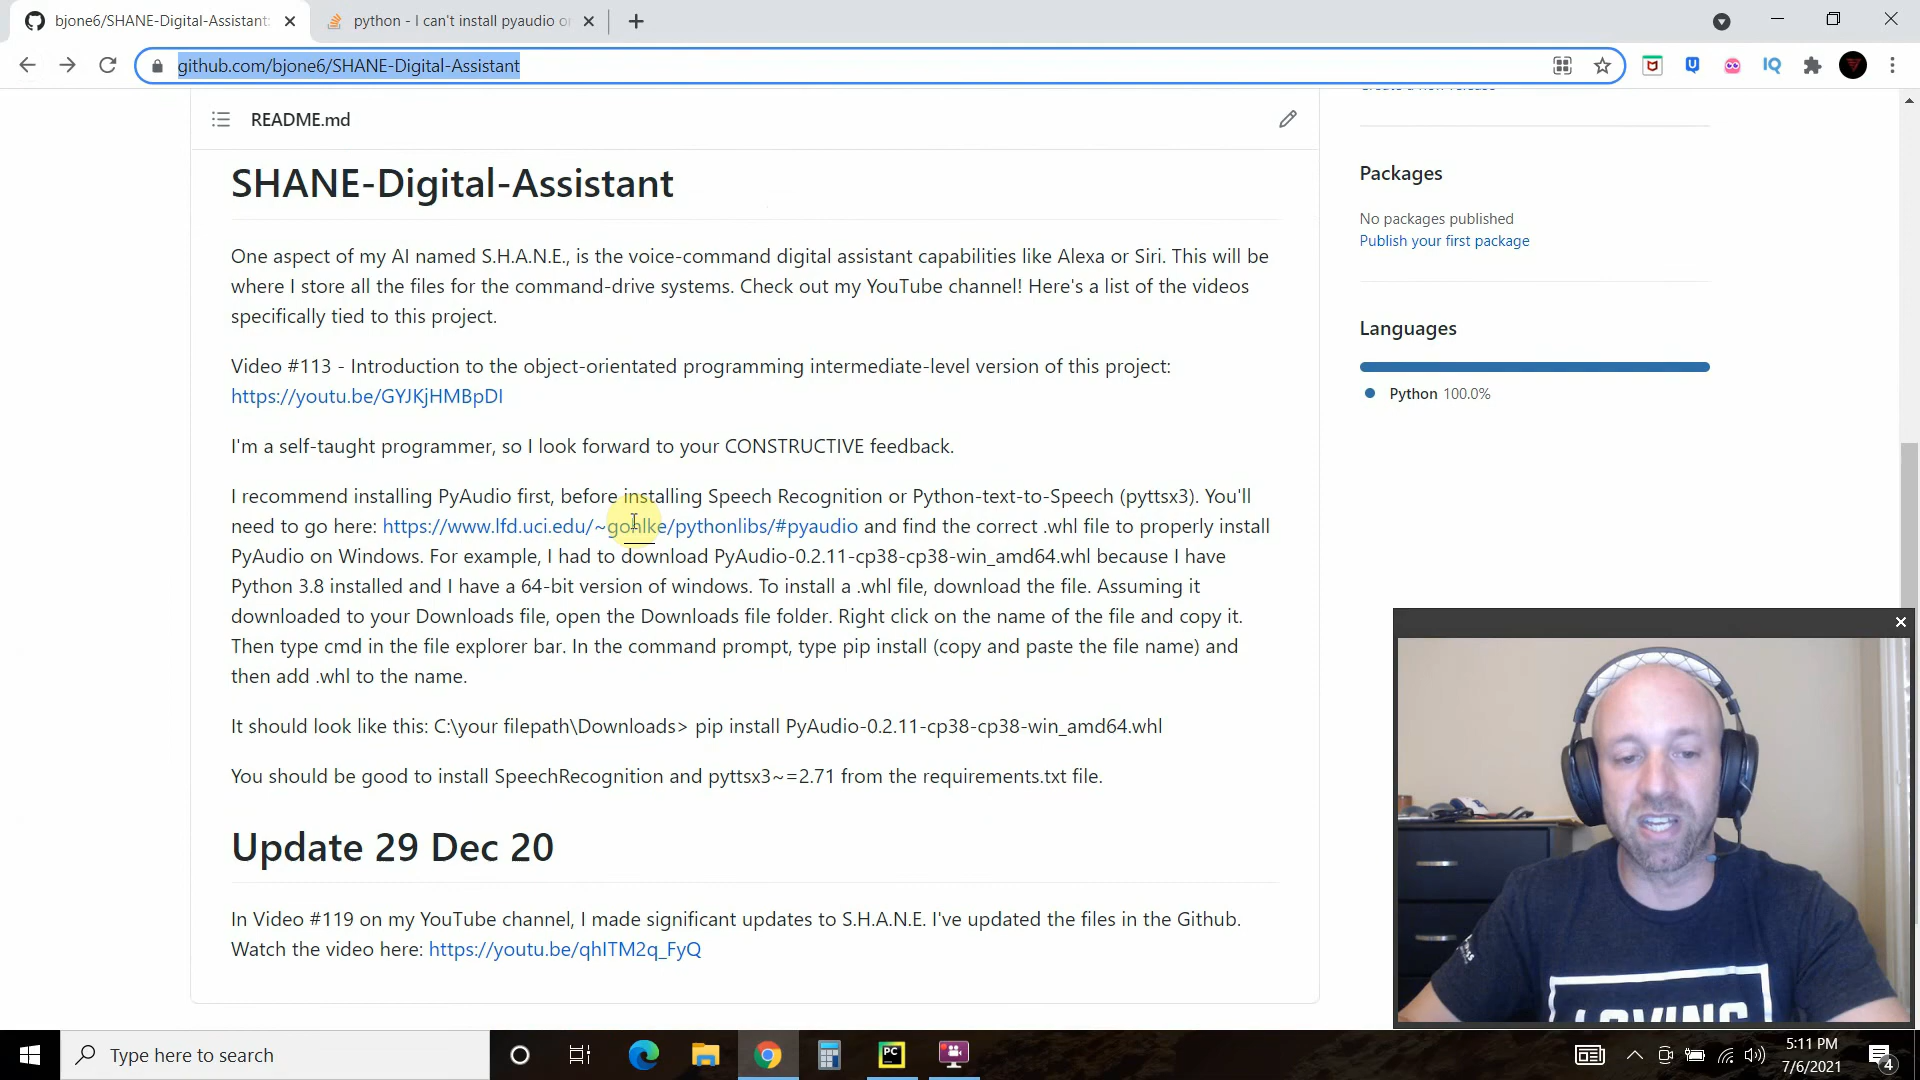 bjone6/SHANE-Digital-Assistant:
python - I can't install pyaudio or
github.com/bjone6/SHANE-Digital-Assistant
IQ
README.md
SHANE-Digital-Assistant
One aspect of my AI named S.H.A.N.E., is the voice-command digital assistant capabilities like Alexa or Siri. This will be
where I store all the files for the command-drive systems. Check out my YouTube channel! Here's a list of the videos
specifically tied to this project.
Video #113 - Introduction to the object-orientated programming intermediate-level version of this project:
https://youtu.be/GYJKjHMBpDI
I'm a self-taught programmer, so I look forward to your CONSTRUCTIVE feedback.
I recommend installing PyAudio first, before installing Speech Recognition or Python-text-to-Speech (pyttsx3). You'll
need to go here: https://www.lfd.uci.edu/~gohlke/pythonlibs/#pyaudio and find the correct .whl file to properly install
PyAudio on Windows. For example, I had to download PyAudio-0.2.11-cp38-cp38-win_amd64.whl because I have
Python 3.8 installed and I have a 64-bit version of windows. To install a .whl file, download the file. Assuming it
downloaded to your Downloads file, open the Downloads file folder. Right click on the name of the file and copy it.
Then type cmd in the file explorer bar. In the command prompt, type pip install (copy and paste the file name) and
then add .whl to the name.
It should look like this: C:\your filepath\Downloads> pip install PyAudio-0.2.11-cp38-cp38-win_amd64.whl
You should be good to install SpeechRecognition and pyttsx3~=2.71 from the requirements.txt file.
Update 29 Dec 20
In Video #119 on my YouTube channel, I made significant updates to S.H.A.N.E. I've updated the files in the Github.
Watch the video here: https://youtu.be/qhITM2q_FyQ
Create a new release
Packages
No packages published
Publish your first package
Languages
Python 100.0%
LOVING
Type here to search
PC
5:11 PM
7/6/2021
4